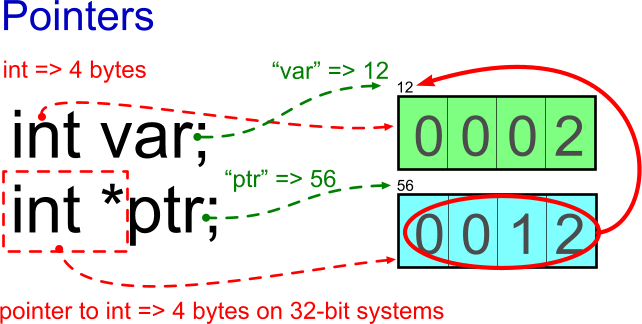 Pointers
int => 4 bytes
“var” => 12
12
int var;
0 0 0 2
“ptr” => 56
56
int *ptr;
0 0 1 2
pointer to int => 4 bytes on 32-bit systems